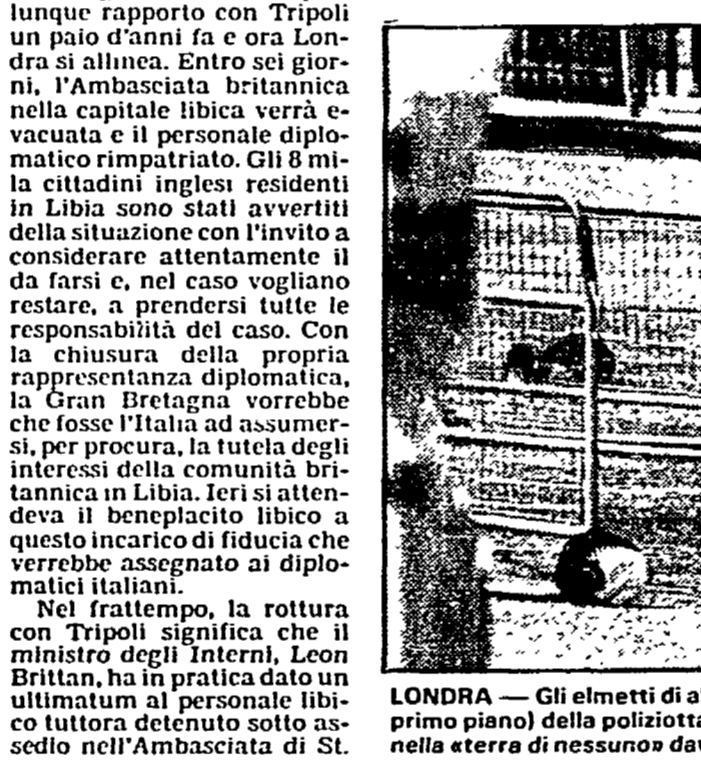 lunque rapporto con Tripoli
un paio d'anni fa e ora Lon-
dra si allinea. Entro sei gior-
ni, l'Ambasciata britannica
nella capitale libica verrà e-
vacuata e il personale diplo-
matico rimpatriato. Gli 8 mi-
la cittadini inglesi residenti
in Libia sono stati avvertiti
della situazione con l'invito a
considerare attentamente il
da farsi e, nel caso vogliano
restare, a prendersi tutte le
responsabilità del caso. Con
la chiusura della propria
rappresentanza diplomatica,
la Gran Bretagna vorrebbe
che fosse l'Italia ad assumer-
si, per procura, la tutela degli
interessi della comunità bri-
tannica in Libia. Ieri si atten-
deva il beneplacito libico a
questo incarico di fiducia che
verrebbe assegnato ai diplo-
matici italiani.
Nel frattempo, la rottura
con Tripoli significa che il
ministro degli Interni, Leon
Brittan, ha in pratica dato un
ultimatum al personale libi-
co tuttora detenuto sotto as-
sedio nell'Ambasciata di St.
LONDRA — Gli elmetti di a
primo piano) della poliziotta
nella «terra di nessuno» dav